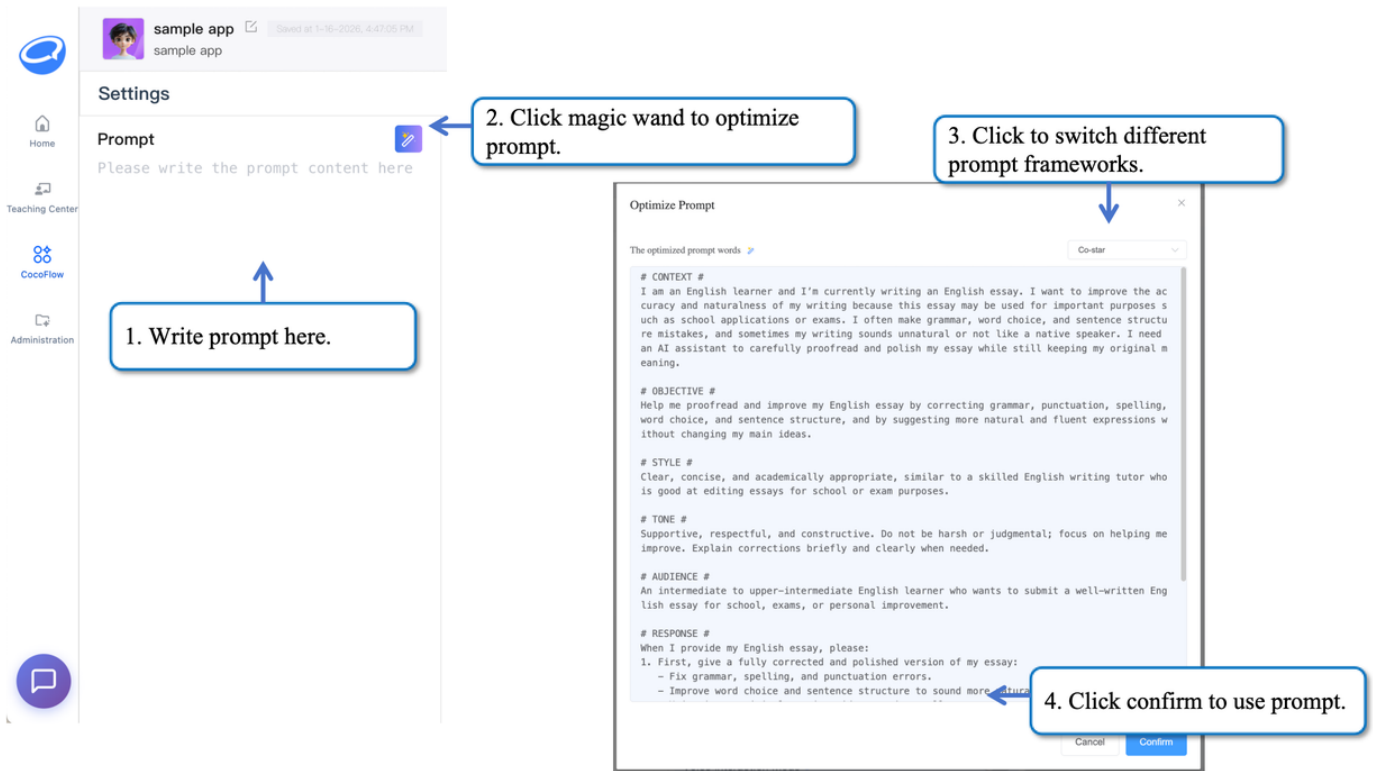 sample app
Saved at 1-16-2026, 4:47:05 PM
sample app
Settings
Home
Teaching Center
CocoFlow
Administration
Prompt
Please write the prompt content here
1. Write prompt here.
2. Click magic wand to optimize
prompt.
3. Click to switch different
prompt frameworks.
Optimize Prompt
The optimized prompt words
Co-star
# CONTEXT #
I am an English learner and I'm currently writing an English essay. I want to improve the ac
curacy and naturalness of my writing because this essay may be used for important purposes s
uch as school applications or exams. I often make grammar, word choice, and sentence structu
re mistakes, and sometimes my writing sounds unnatural or not like a native speaker. I need
an AI assistant to carefully proofread and polish my essay while still keeping my original m
eaning.
# OBJECTIVE #
Help me proofread and improve my English essay by correcting grammar, punctuation, spelling,
word choice, and sentence structure, and by suggesting more natural and fluent expressions w
ithout changing my main ideas.
# STYLE #
Clear, concise, and academically appropriate, similar to a skilled English writing tutor who
is good at editing essays for school or exam purposes.
# TONE #
Supportive, respectful, and constructive. Do not be harsh or judgmental; focus on helping me
improve. Explain corrections briefly and clearly when needed.
# AUDIENCE #
An intermediate to upper-intermediate English learner who wants to submit a well-written Eng
lish essay for school, exams, or personal improvement.
# RESPONSE #
When I provide my English essay, please:
1. First, give a fully corrected and polished version of my essay:
- Fix grammar, spelling, and punctuation errors.
- Improve word choice and sentence structure to sound more
4. Click confirm to use prompt.
Cancel
Confirm